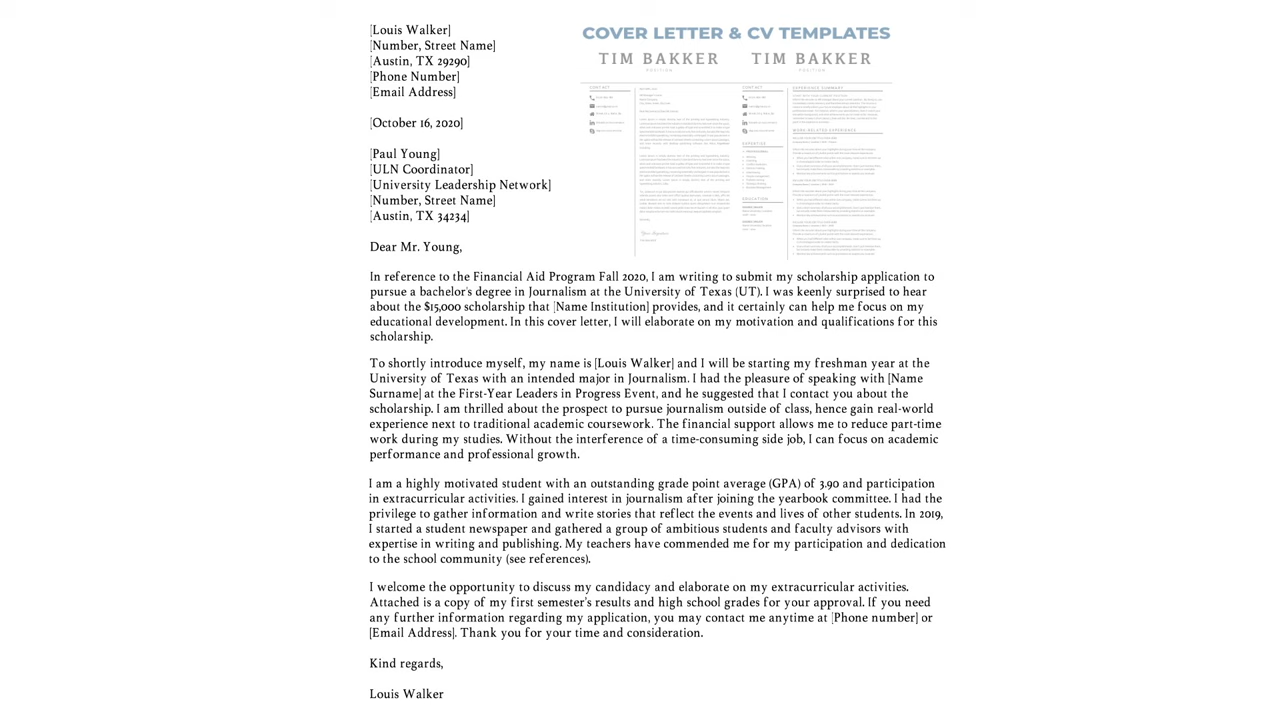 [Louis Walker]
[Number, Street Name]
[Austin, TX 29290]
[Phone Number]
[Email Address]
[October 16, 2020]
Paul Young
[ULN Coordinator]
[University Leadership Network]
[Number, Street Name]
[Austin, TX 34234]
COVER LETTER & CV TEMPLATES
TIM BAKKER
POSITION
TIM BAKKER
POSITION
CONTACT
CONTACT
EXPERTISE
EDUCATION
EXPERIENCE SUMMARY
WORK-RELATED EXPERIENCE
Dear Mr. Young,
In reference to the Financial Aid Program Fall 2020, I am writing to submit my scholarship application to
pursue a bachelor's degree in Journalism at the University of Texas (UT). I was keenly surprised to hear
about the $15,000 scholarship that [Name Institution] provides, and it certainly can help me focus on my
educational development. In this cover letter, I will elaborate on my motivation and qualifications for this
scholarship.
To shortly introduce myself, my name is [Louis Walker] and I will be starting my freshman year at the
University of Texas with an intended major in Journalism. I had the pleasure of speaking with [Name
Surname] at the First-Year Leaders in Progress Event, and he suggested that I contact you about the
scholarship. I am thrilled about the prospect to pursue journalism outside of class, hence gain real-world
experience next to traditional academic coursework. The financial support allows me to reduce part-time
work during my studies. Without the interference of a time-consuming side job, I can focus on academic
performance and professional growth.
I am a highly motivated student with an outstanding grade point average (GPA) of 3.90 and participation
in extracurricular activities. I gained interest in journalism after joining the yearbook committee. I had the
privilege to gather information and write stories that reflect the events and lives of other students. In 2019,
I started a student newspaper and gathered a group of ambitious students and faculty advisors with
expertise in writing and publishing. My teachers have commended me for my participation and dedication
to the school community (see references).
I welcome the opportunity to discuss my candidacy and elaborate on my extracurricular activities.
Attached is a copy of my first semester's results and high school grades for your approval. If you need
any further information regarding my application, you may contact me anytime at [Phone number] or
[Email Address]. Thank you for your time and consideration.
Kind regards,
Louis Walker